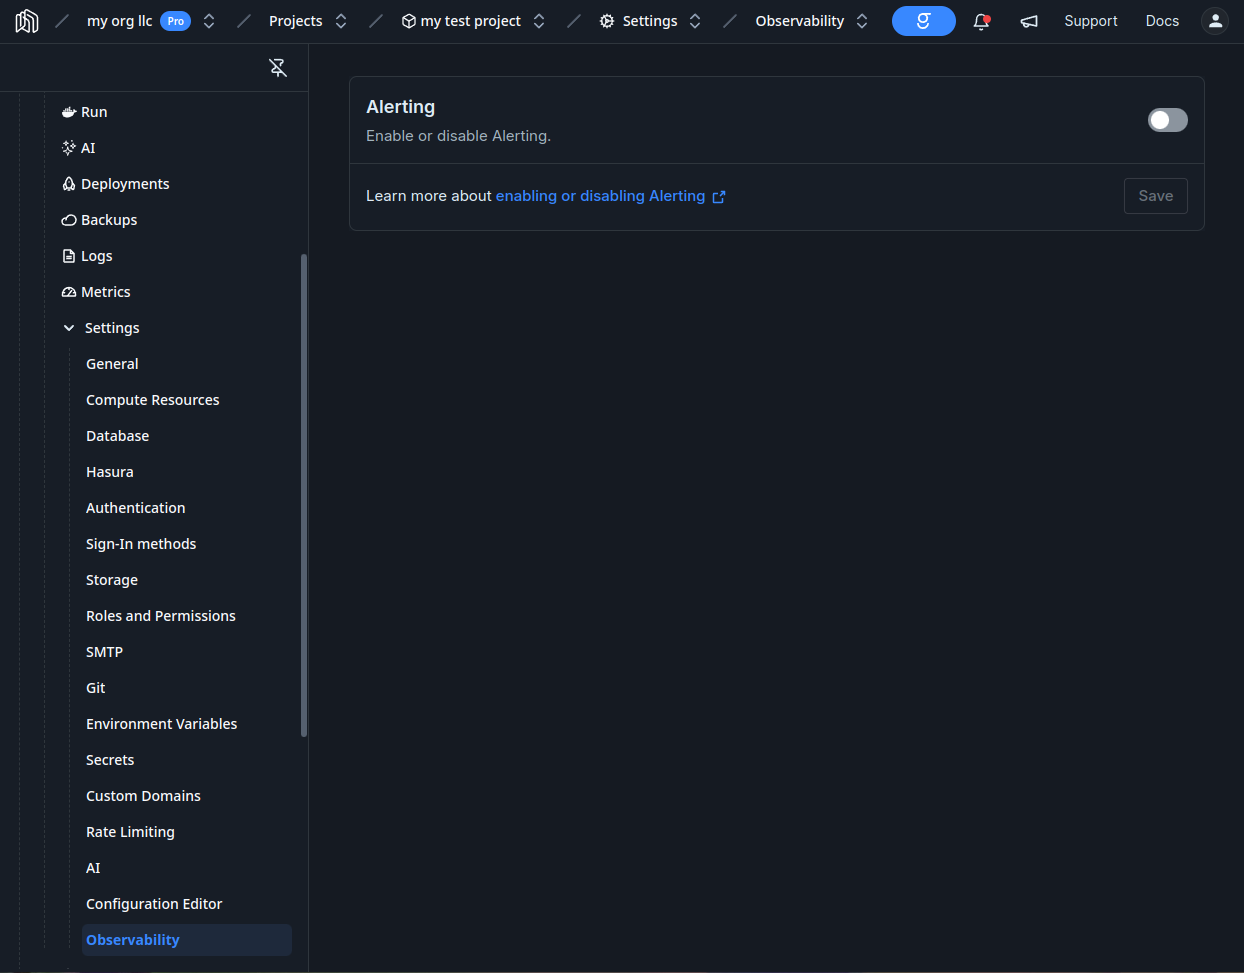 my org llc Pro Projects my test project Settings Observability Support Docs
Run
AI
Deployments
Backups
Logs
Metrics
Settings
General
Compute Resources
Database
Hasura
Authentication
Sign-In methods
Storage
Roles and Permissions
SMTP
Git
Environment Variables
Secrets
Custom Domains
Rate Limiting
AI
Configuration Editor
Observability
Alerting
Enable or disable Alerting.
Learn more about enabling or disabling Alerting
Save